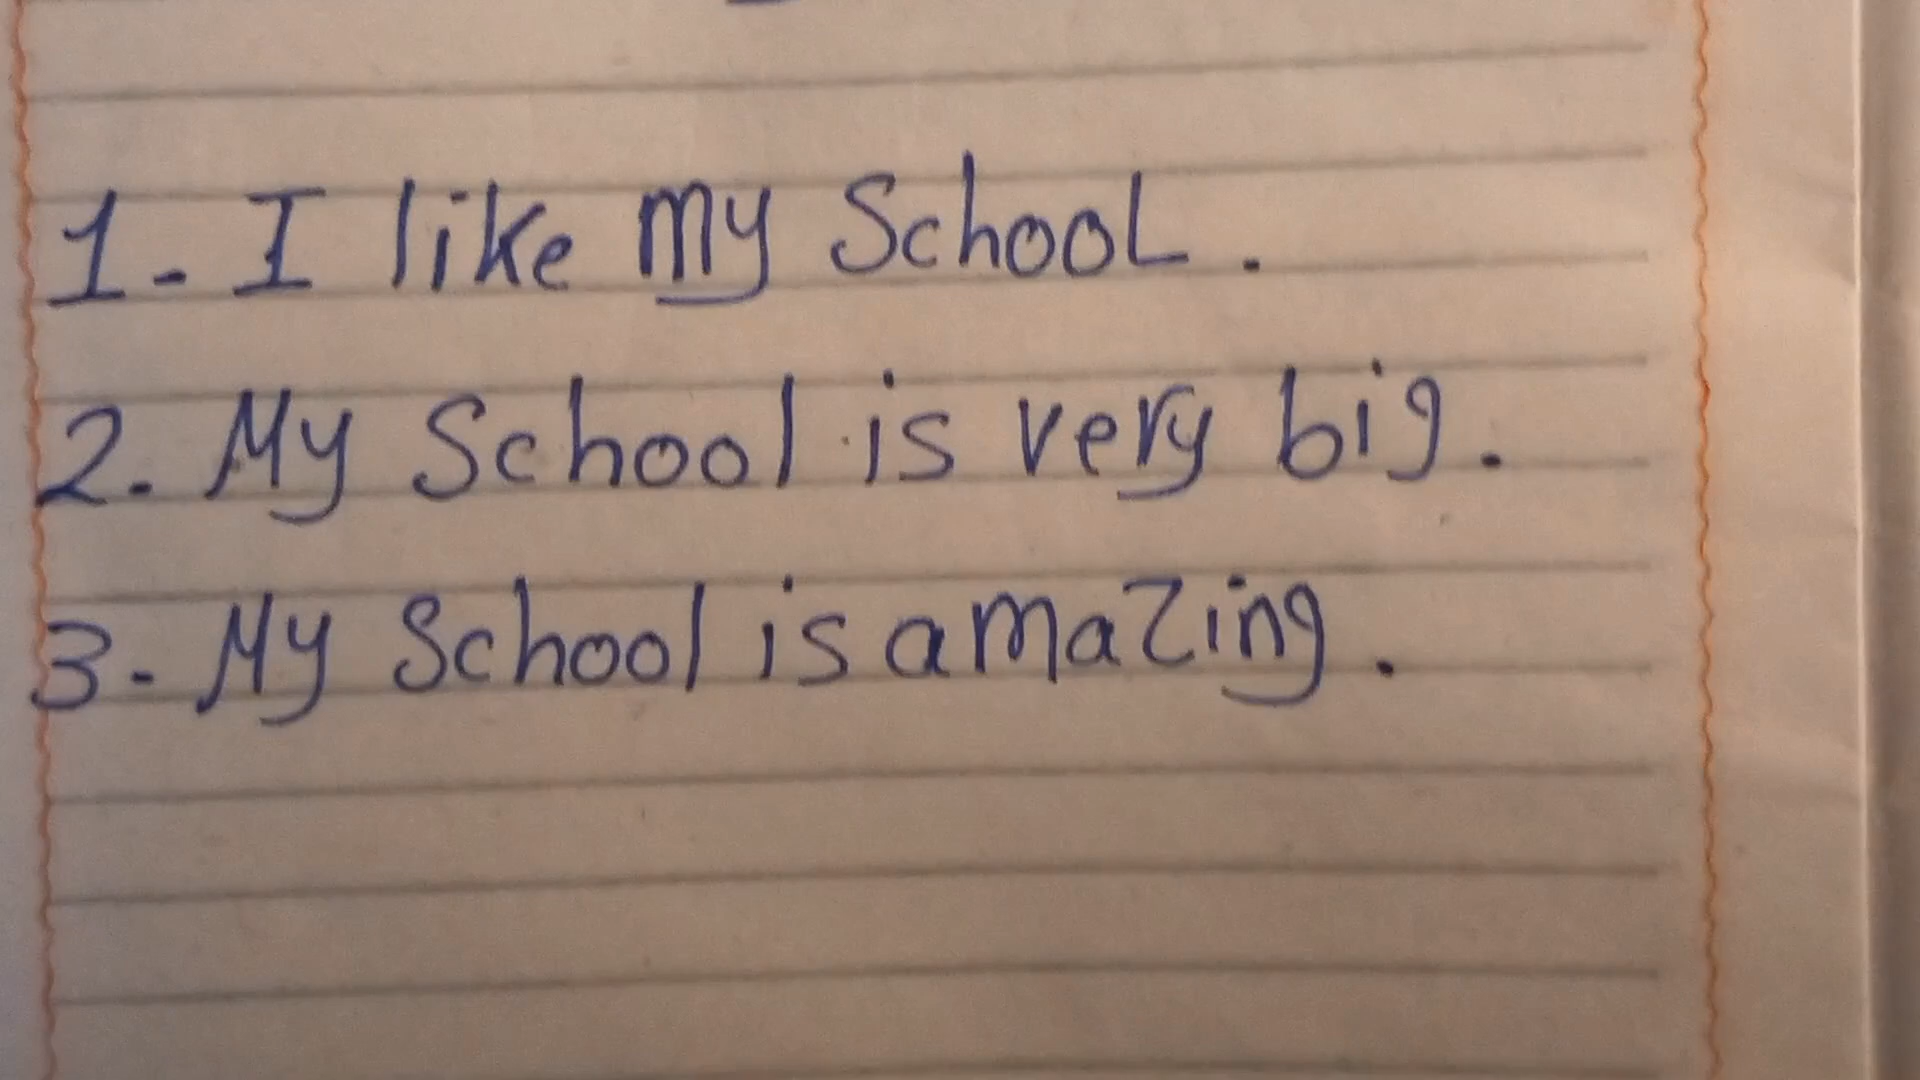 1- I like my School.
2. My School is very big.
3- My School is amazing.